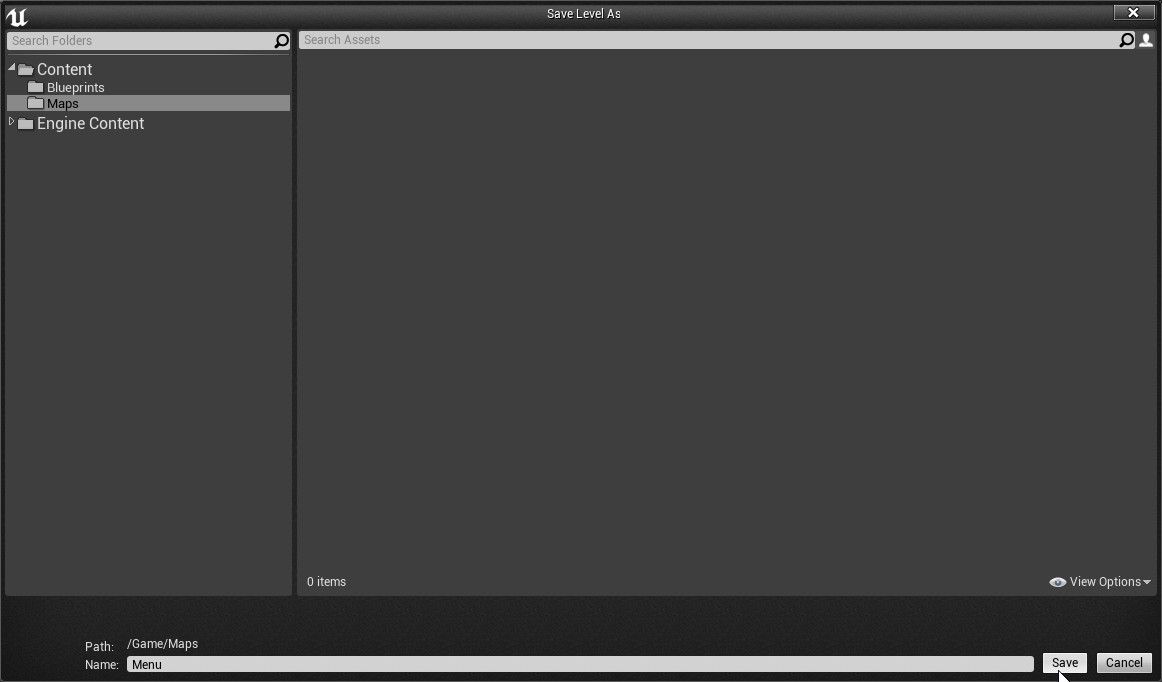 Save Level As
Search Folders
Search Assets
Content
Blueprints
Maps
Engine Content
0 items
View Options
Path: /Game/Maps
Name: Menu
Save
Cancel